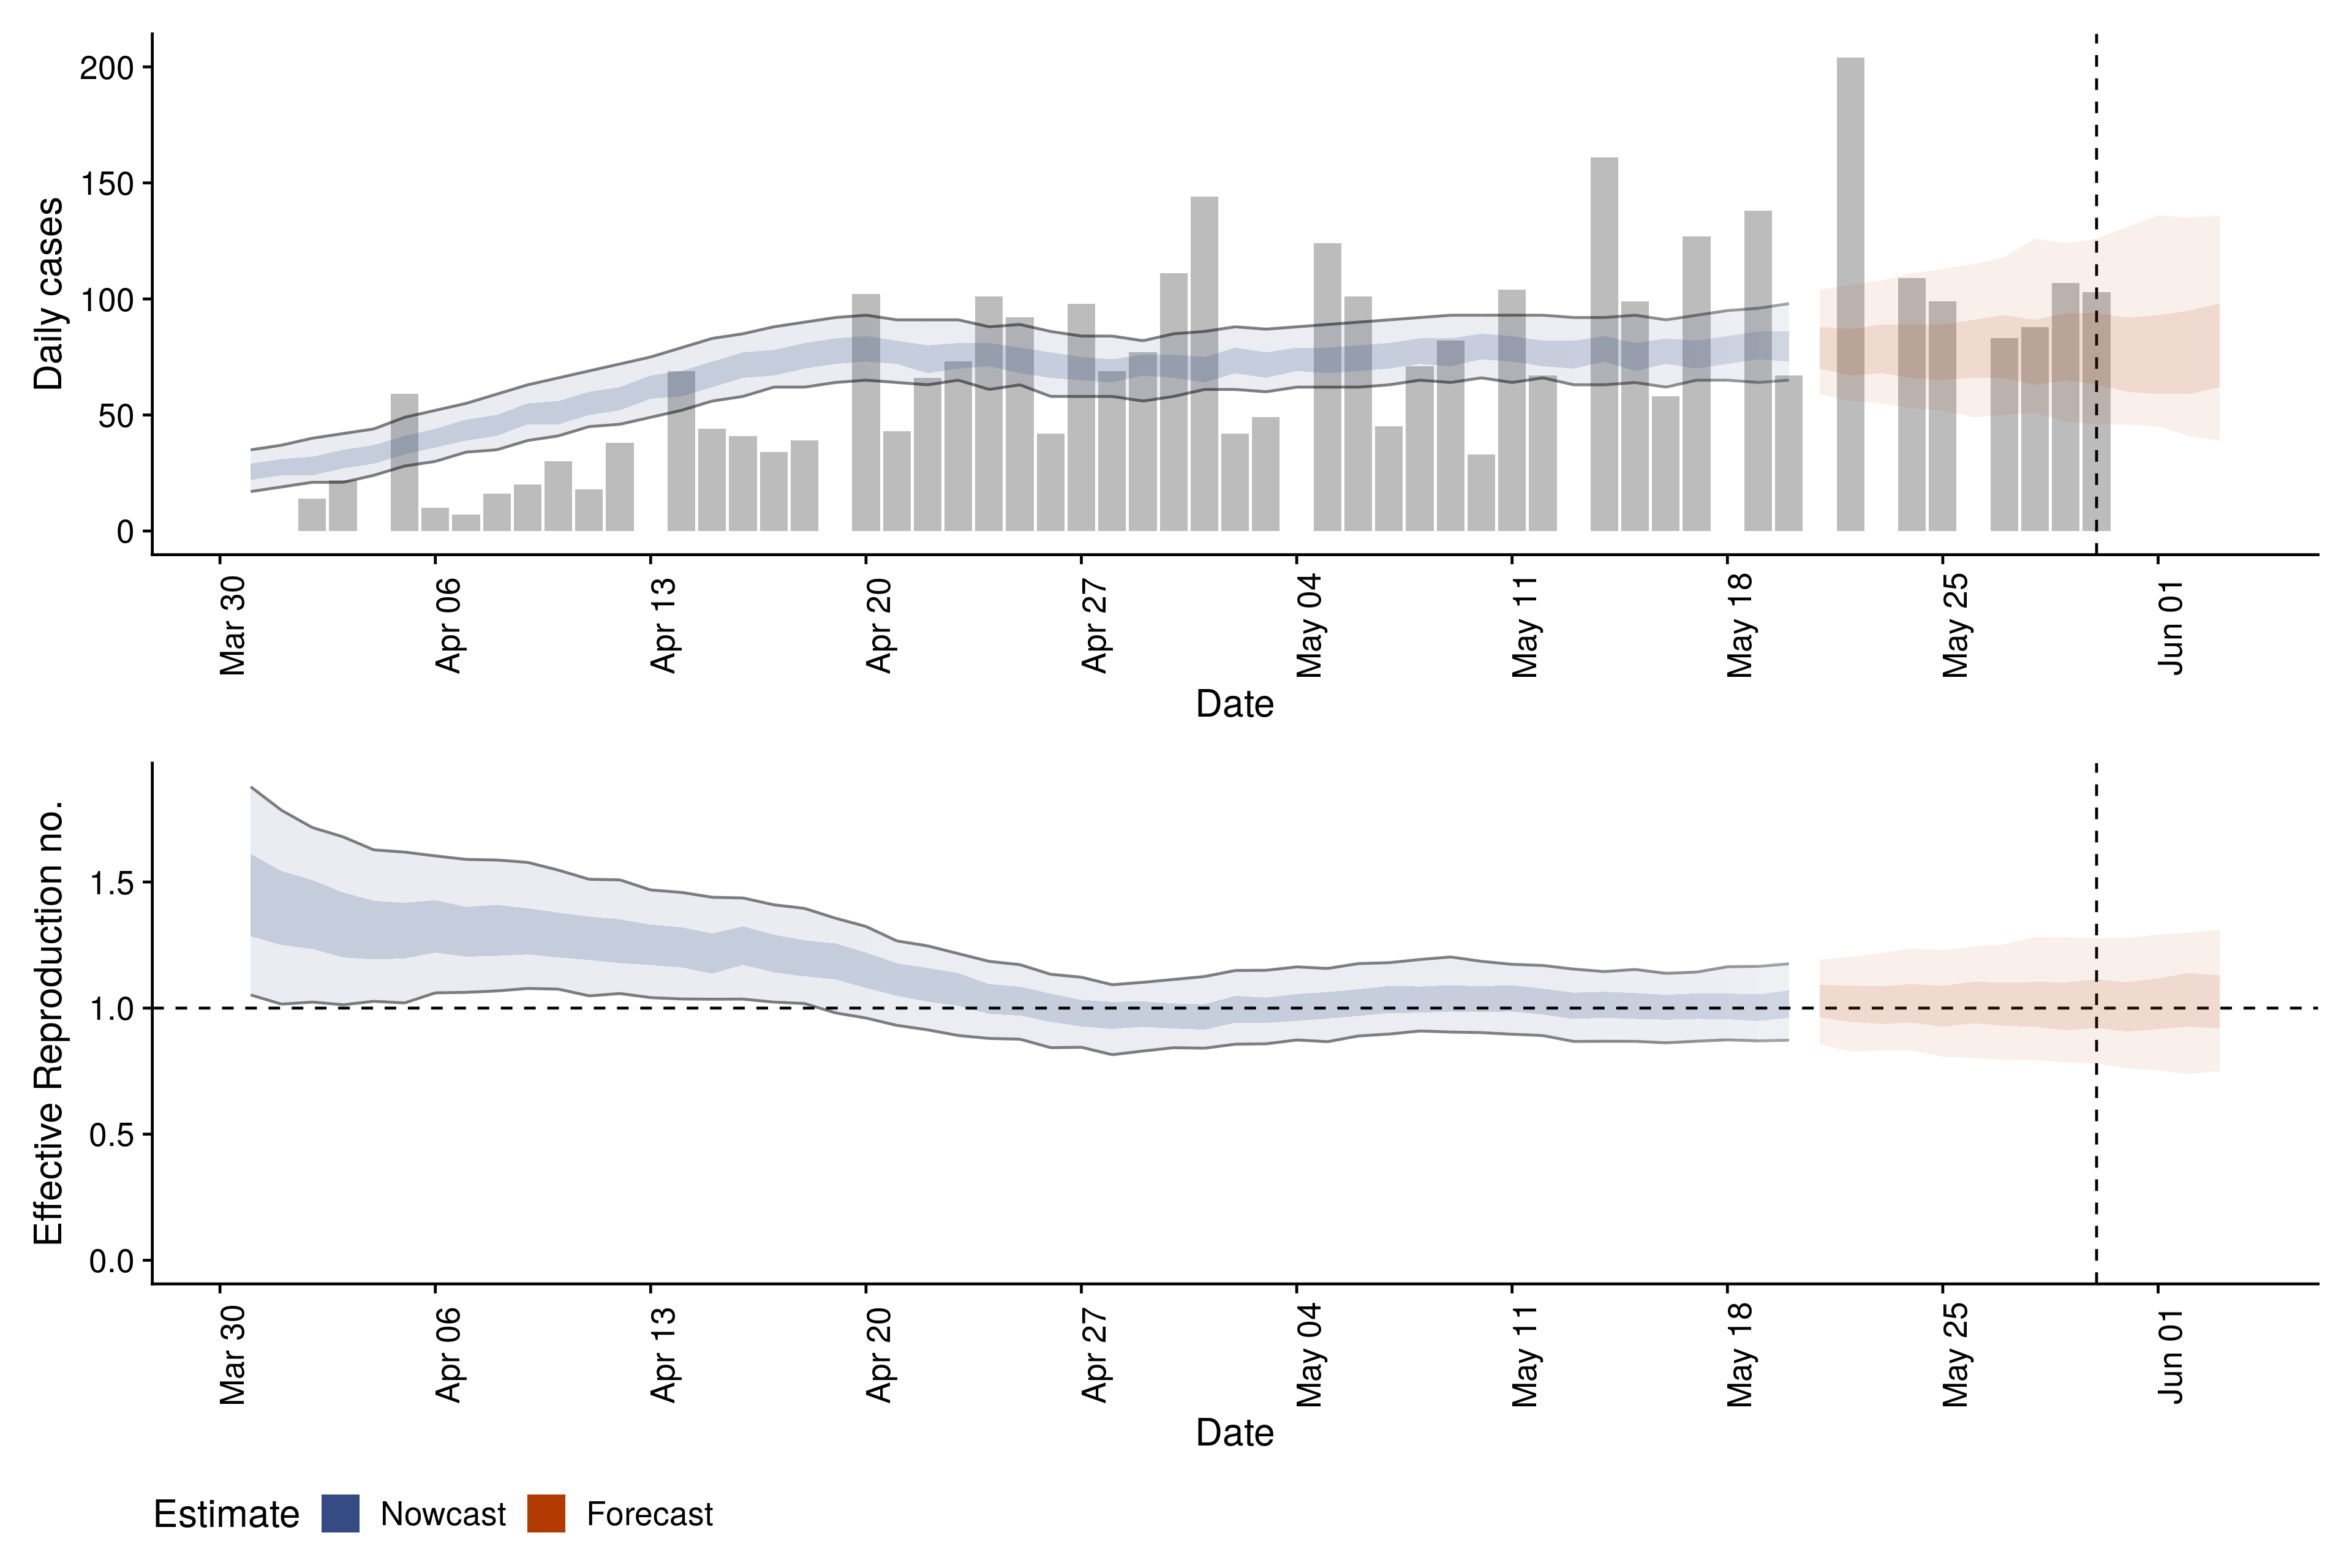 200
150
100
50
0
Daily cases
Mar 30
Apr 06
Apr 13
Apr 20
Apr 27
May 04
May 11
May 18
May 25
Jun 01
Date
1.5
1.0
0.5
0.0
Effective Reproduction no.
Mar 30
Apr 06
Apr 13
Apr 20
Apr 27
May 04
May 11
May 18
May 25
Jun 01
Date
Estimate Nowcast Forecast